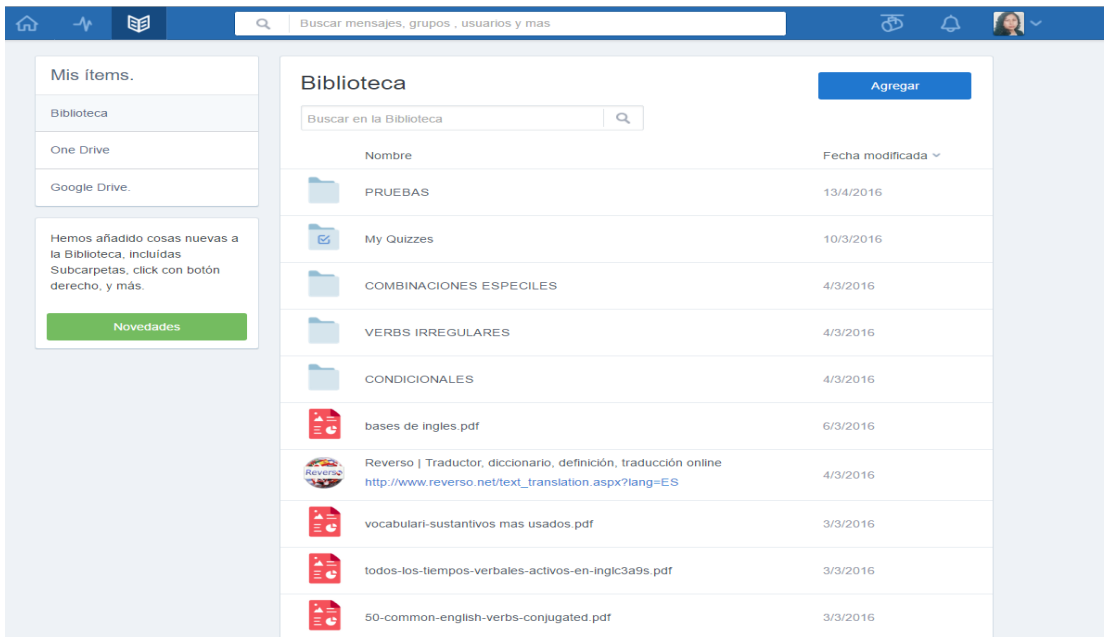 Buscar mensajes, grupos , usuarios y mas
Mis ítems.
Biblioteca
One Drive
Google Drive.
Hemos añadido cosas nuevas a
la Biblioteca, incluídas
Subcarpetas, click con botón
derecho, y más.
Novedades
Biblioteca
Agregar
Buscar en la Biblioteca
Nombre Fecha modificada
PRUEBAS 13/4/2016
My Quizzes 10/3/2016
COMBINACIONES ESPECILES 4/3/2016
VERBS IRREGULARES 4/3/2016
CONDICIONALES 4/3/2016
bases de ingles.pdf 6/3/2016
Reverso
Reverso | Traductor, diccionario, definición, traducción online
http://www.reverso.net/text_translation.aspx?lang=ES 4/3/2016
vocabulari-sustantivos mas usados.pdf 3/3/2016
todos-los-tiempos-verbales-activos-en-inglc3a9s.pdf 3/3/2016
50-common-english-verbs-conjugated.pdf 3/3/2016